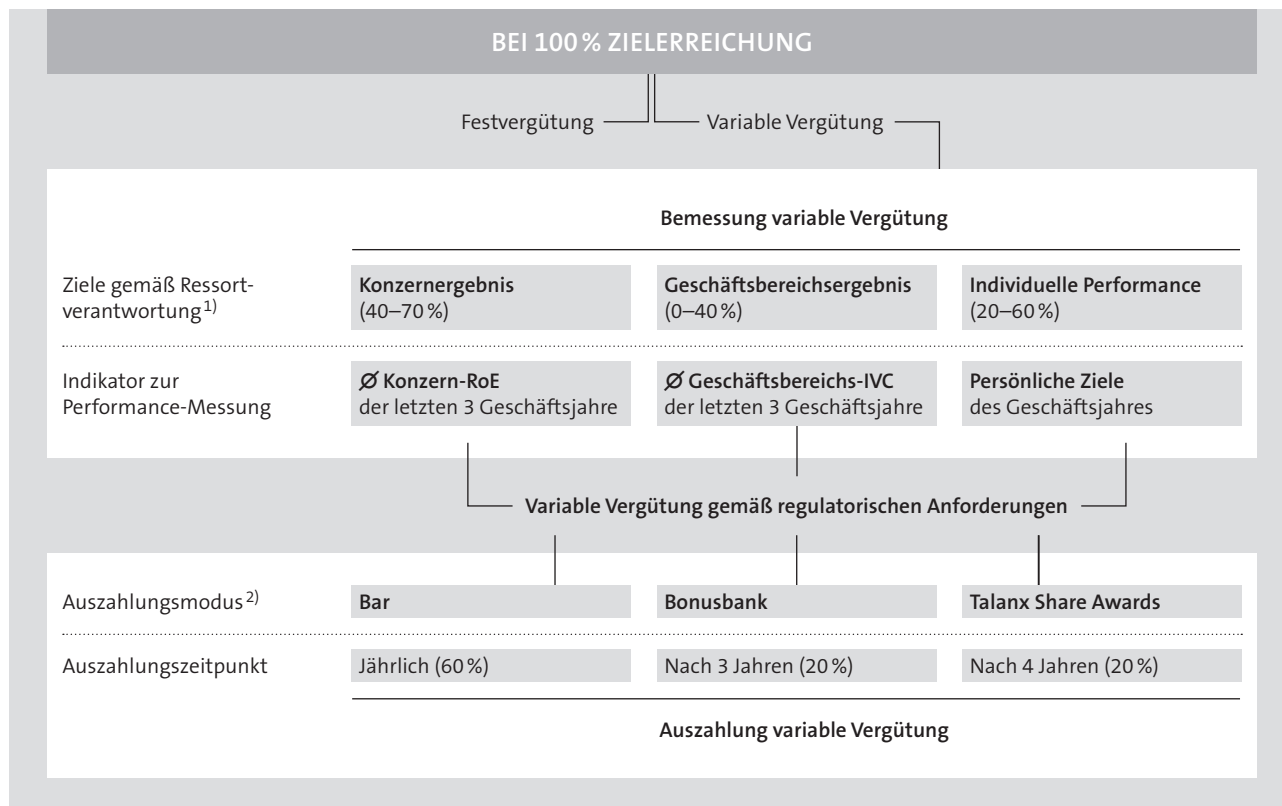 BEI 100 % ZIELERREICHUNG
Festvergütung
Variable Vergütung
Bemessung variable Vergütung
Ziele gemäß Ressort-
verantwortung 1)
Konzernergebnis
(40–70 %)
Geschäftsbereichsergebnis
(0–40 %)
Individuelle Performance
(20–60 %)
Indikator zur
Performance-Messung
Ø Konzern-RoE
der letzten 3 Geschäftsjahre
Ø Geschäftsbereichs-IVC
der letzten 3 Geschäftsjahre
Persönliche Ziele
des Geschäftsjahres
Variable Vergütung gemäß regulatorischen Anforderungen
Auszahlungsmodus 2)
Bar
Bonusbank
Talanx Share Awards
Auszahlungszeitpunkt
Jährlich (60 %)
Nach 3 Jahren (20 %)
Nach 4 Jahren (20 %)
Auszahlung variable Vergütung